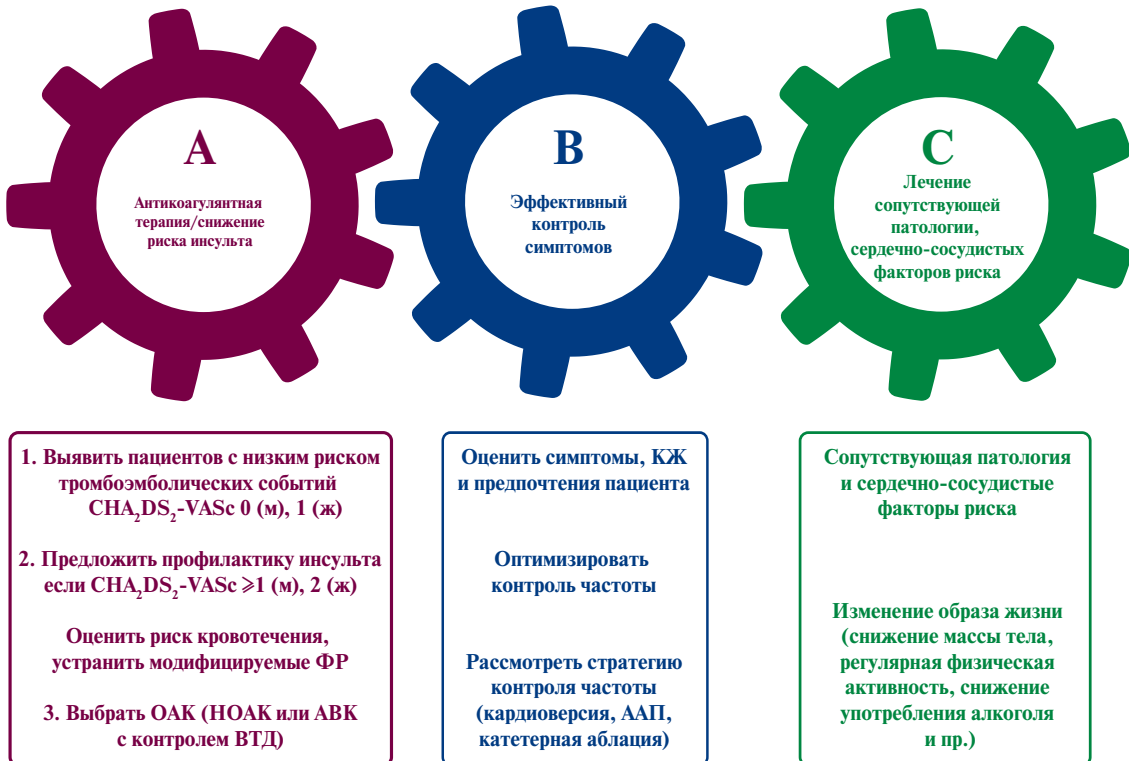 A
Антикоагулянтная
терапия/снижение
риска инсульта
B
Эффективный
контроль
симптомов
C
Лечение
сопутствующей
патологии,
сердечно-сосудистых
факторов риска
1. Выявить пациентов с низким риском
тромбоэмболических событий
CHA₂DS₂-VASc 0 (м), 1 (ж)
2. Предложить профилактику инсульта
если CHA₂DS₂-VASc ⩾1 (м), 2 (ж)
Оценить риск кровотечения,
устранить модифицируемые ФР
3. Выбрать ОАК (НОАК или АВК
с контролем ВТД)
Оценить симптомы, КЖ
и предпочтения пациента
Оптимизировать
контроль частоты
Рассмотреть стратегию
контроля частоты
(кардиоверсия, ААП,
катетерная аблация)
Сопутствующая патология
и сердечно-сосудистые
факторы риска
Изменение образа жизни
(снижение массы тела,
регулярная физическая
активность, снижение
употребления алкоголя
и пр.)